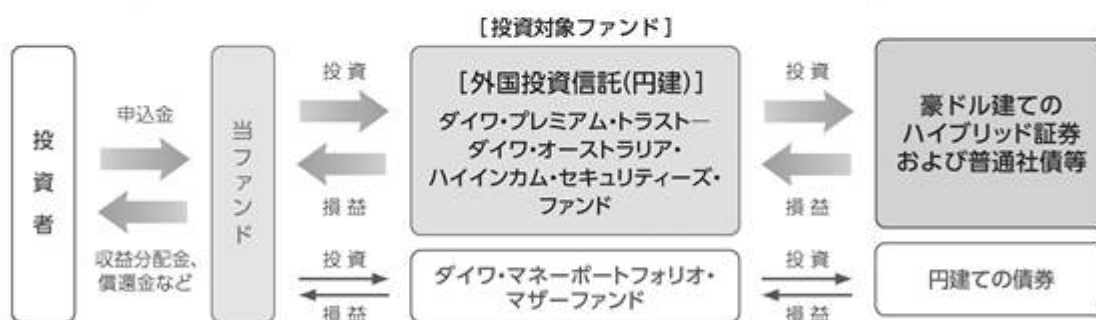 [投資対象ファンド]
投資者
申込金
収益分配金、
償還金など
当ファンド
投資
損益
[外国投資信託(円建)]
ダイワ・プレミアム・トラスト―
ダイワ・オーストラリア・
ハイインカム・セキュリティーズ・
ファンド
投資
損益
豪ドル建ての
ハイブリッド証券
および普通社債等
投資
損益
ダイワ・マネーポートフォリオ・
マザーファンド
投資
損益
円建ての債券